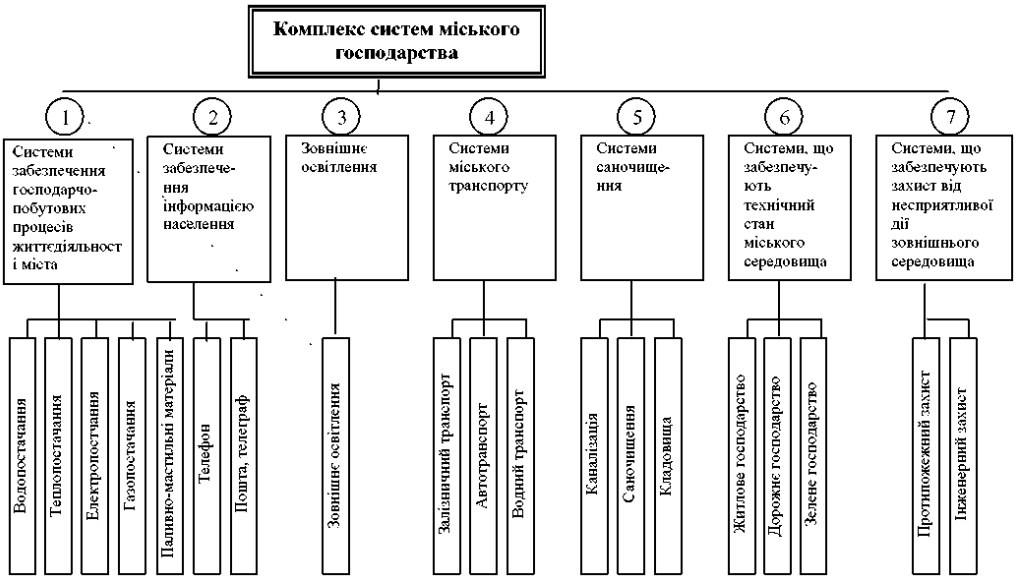 Комплекс систем міського
господарства
1
2
3
4
5
6
7
Системи
забезпечення
господарчо-
побутових
процесів
життєдіяльност
і міста
Системи
забезпече-
ння
інформацією
населення
Зовнішнє
освітлення
Системи
міського
транспорту
Системи
саночище-
ння
Системи, що
забезпечу-
ють
технічний
стан
міського
середовища
Системи, що
забезпечують
захист від
несприятливої
дії
зовнішнього
середовища
Водопостачання
Теплопостачання
Електропостчання
Газопостачання
Паливно-мастильні матеріали
Телефон
Пошта, телеграф
Зовнішнє освітлення
Залізничний транспорт
Автотранспорт
Водний транспорт
Каналізація
Саночищення
Кладовища
Житлове господарство
Дорожнє господарство
Зелене господарство
Протипожежний захист
Інженерний захист